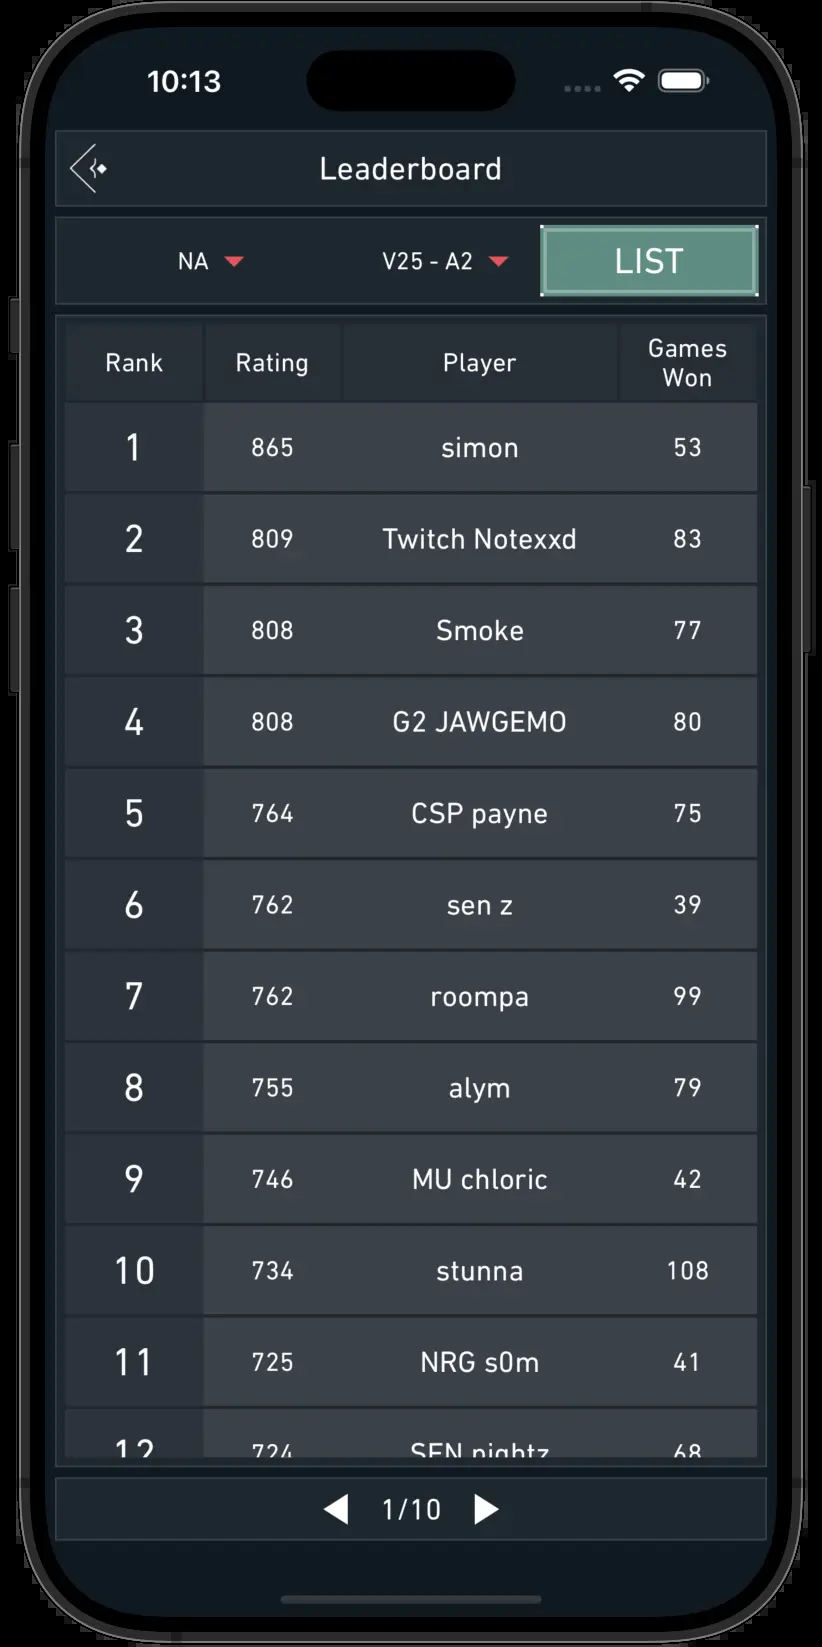 10:13
Leaderboard
NA
V25 - A2
LIST
Rank Rating Player Games Won
1 865 simon 53
2 809 Twitch Notexxd 83
3 808 Smoke 77
4 808 G2 JAWGEMO 80
5 764 CSP payne 75
6 762 sen z 39
7 762 roompa 99
8 755 alym 79
9 746 MU chloric 42
10 734 stunna 108
11 725 NRG s0m 41
12 724 SEN nightz 68
1/10